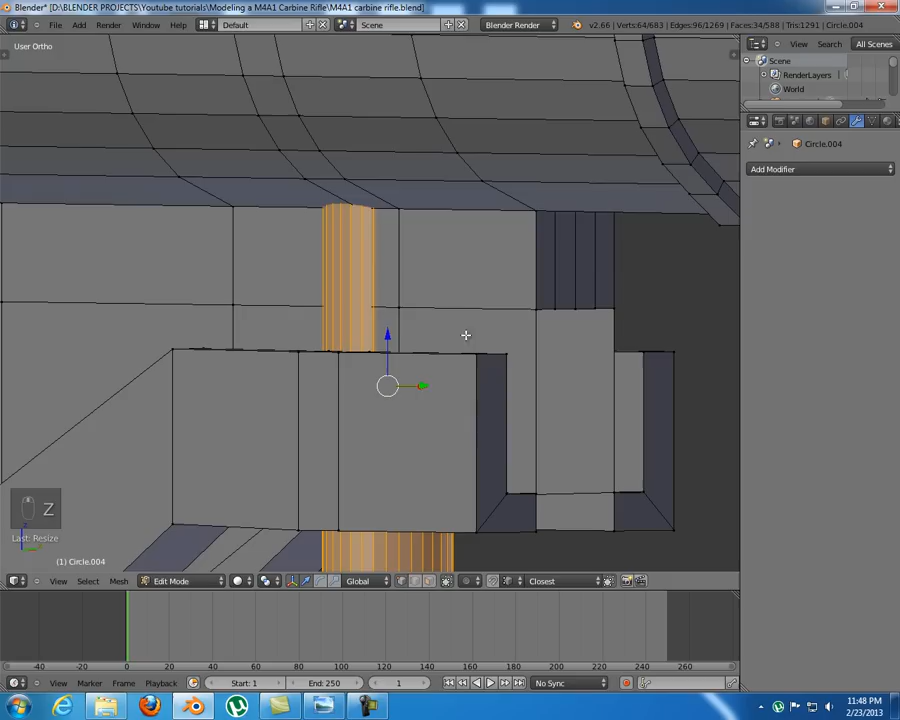 Blender* [D:\BLENDER PROJECTS\Youtube tutorials\Modeling a M4A1 Carbine Rifle\M4A1 carbine rifle.blend]
File Add Render Window Help Default Scene Blender Render v2.66 | Verts:64/683 | Edges:96/1269 | Faces:34/588 | Tris:1291 | Circle.004
User Ortho
View Search All Scenes
Scene
RenderLayers
World
Circle.004
Add Modifier
Z
Last: Resize
(1) Circle.004
View Select Mesh Edit Mode Global Closest
-40 -20 0 20 40 60 80 100 120 140 160 180 200 220 240 260
View Marker Frame Playback Start: 1 End: 250 1 No Sync
11:48 PM
2/23/2013